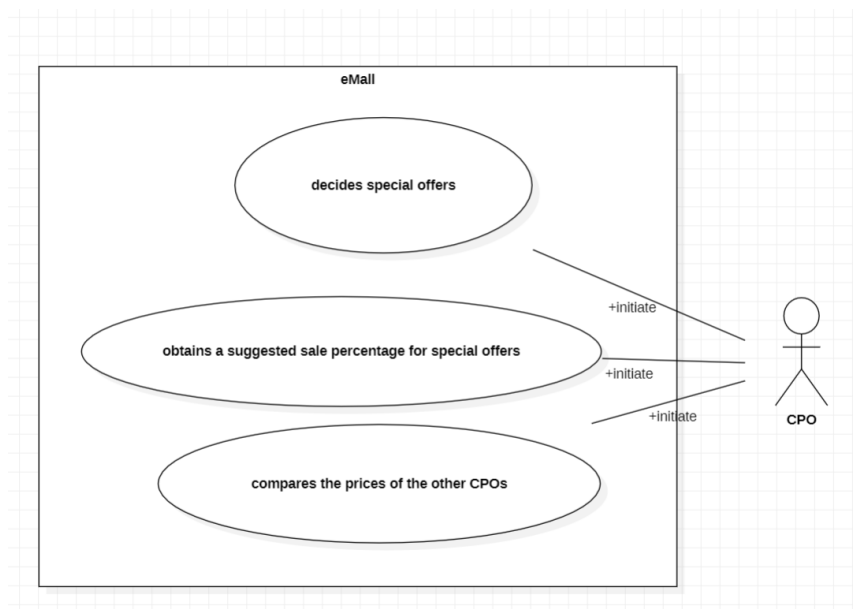 eMall
decides special offers
+initiate
obtains a suggested sale percentage for special offers
+initiate
+initiate
CPO
compares the prices of the other CPOs